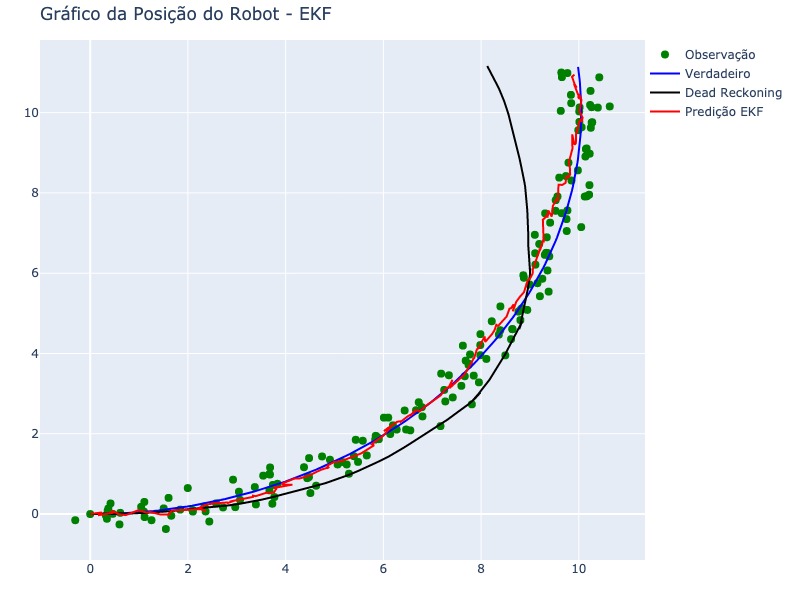 Gráfico da Posição do Robot - EKF
Observação
Verdadeiro
Dead Reckoning
Predição EKF
10
8
6
4
2
0
0 2 4 6 8 10